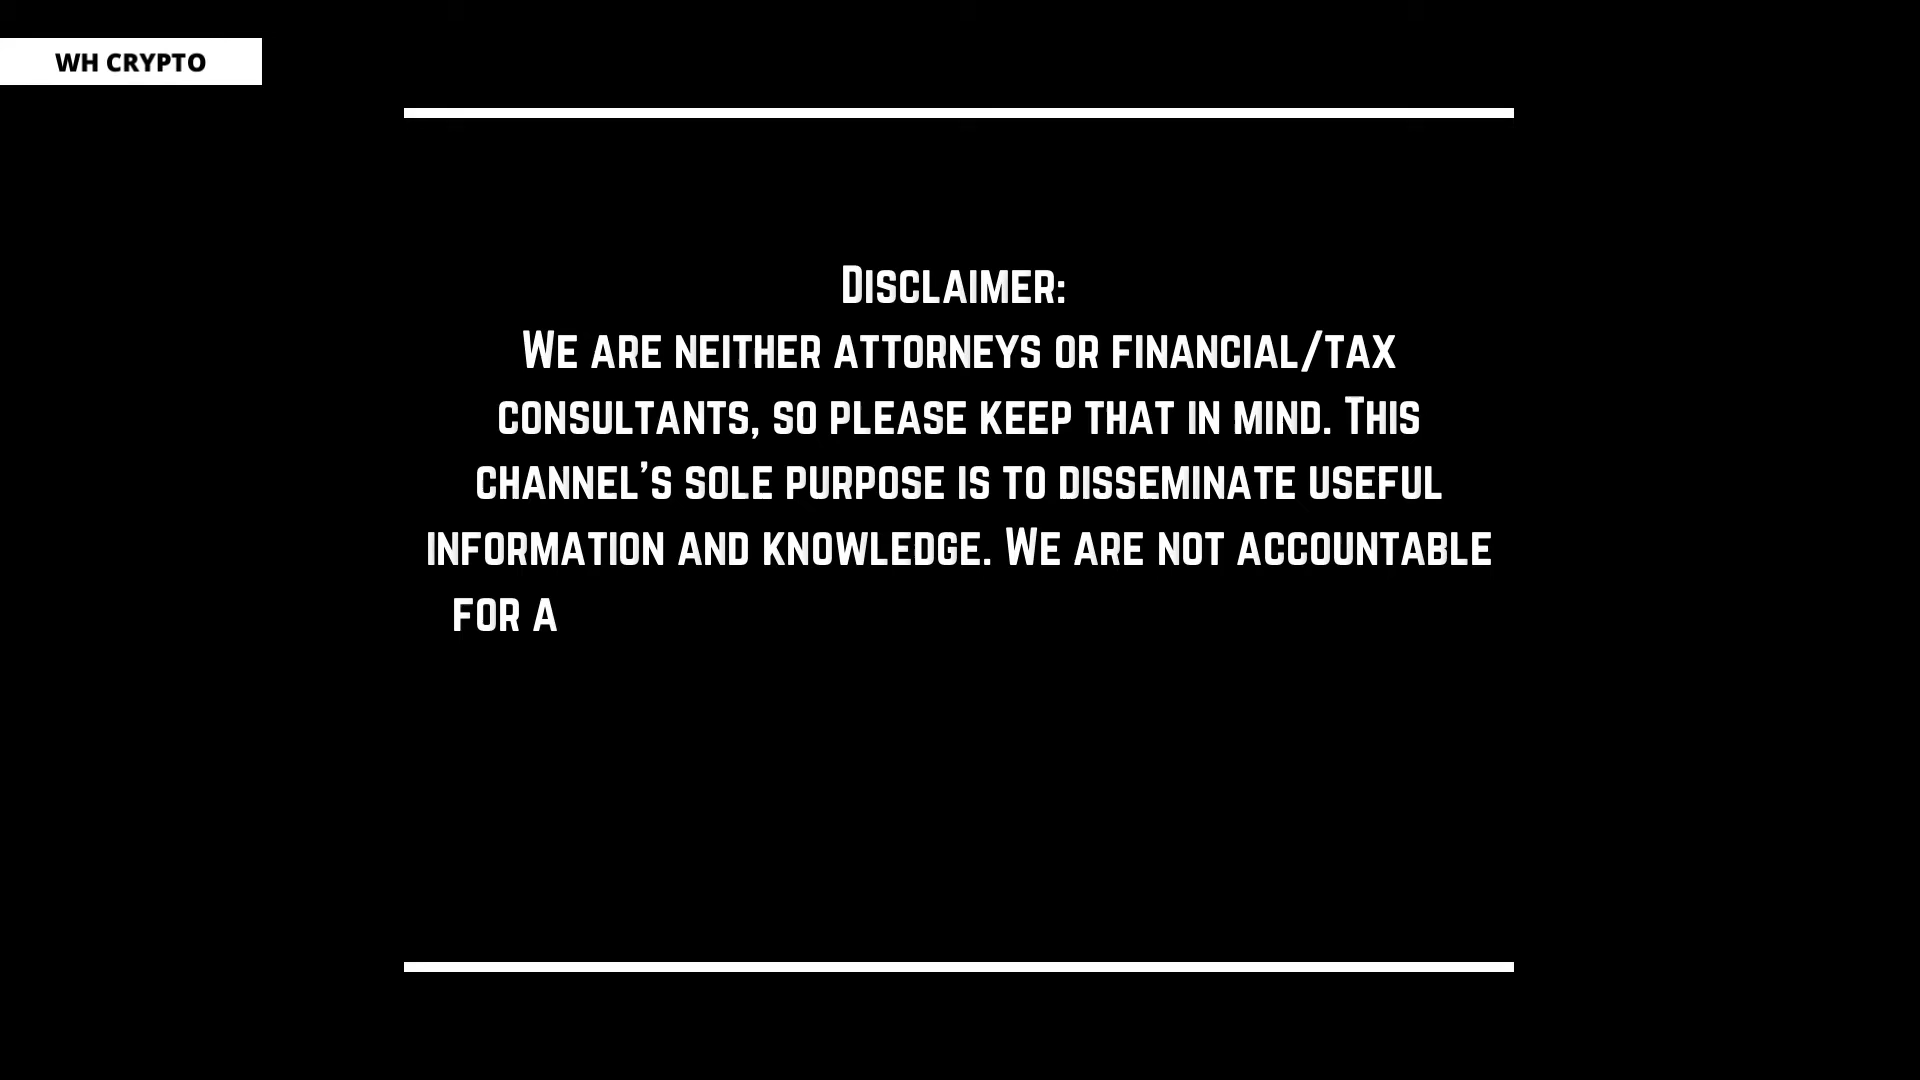 WH CRYPTO
Disclaimer:
We are neither attorneys or financial/tax
consultants, so please keep that in mind. This
channel's sole purpose is to disseminate useful
information and knowledge. We are not accountable
for a